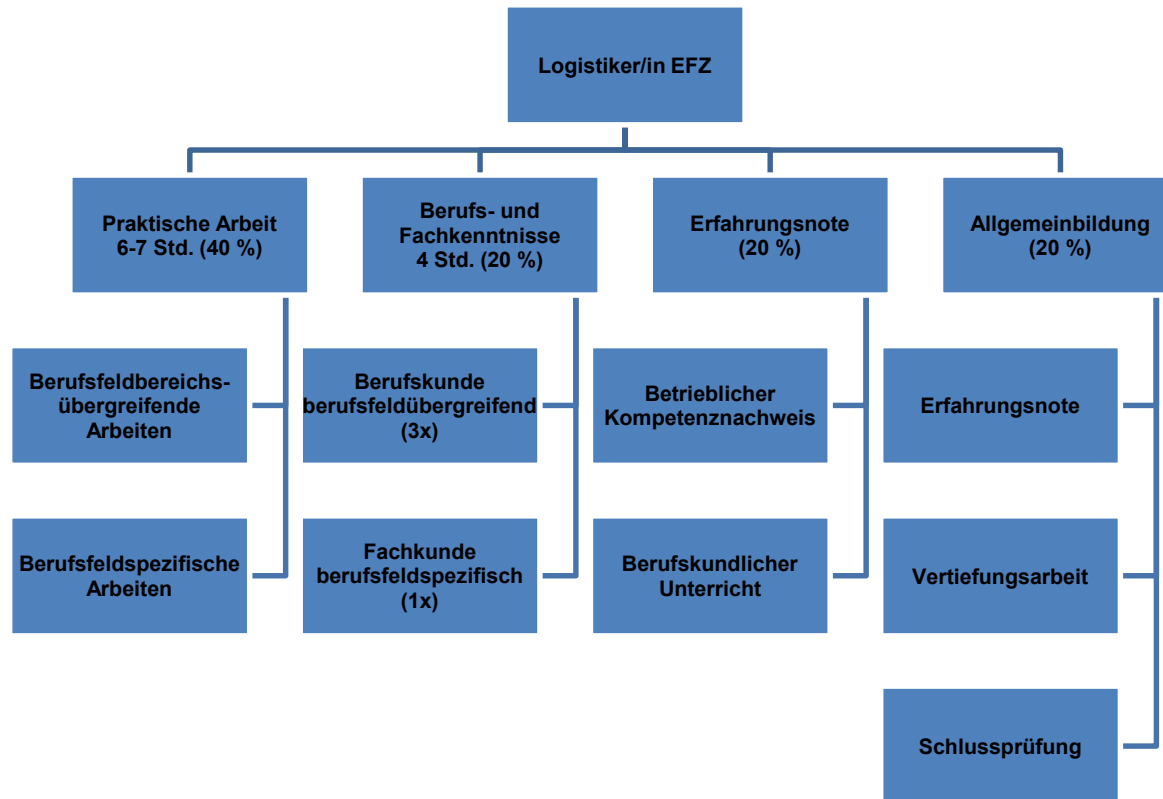 Logistiker/in EFZ
Praktische Arbeit
6-7 Std. (40 %)
Berufs- und
Fachkenntnisse
4 Std. (20 %)
Erfahrungsnote
(20 %)
Allgemeinbildung
(20 %)
Berufsfeldbereichs-
übergreifende
Arbeiten
Berufskunde
berufsfeldübergreifend
(3x)
Betrieblicher
Kompetenznachweis
Erfahrungsnote
Berufsfeldspezifische
Arbeiten
Fachkunde
berufsfeldspezifisch
(1x)
Berufskundlicher
Unterricht
Vertiefungsarbeit
Schlussprüfung